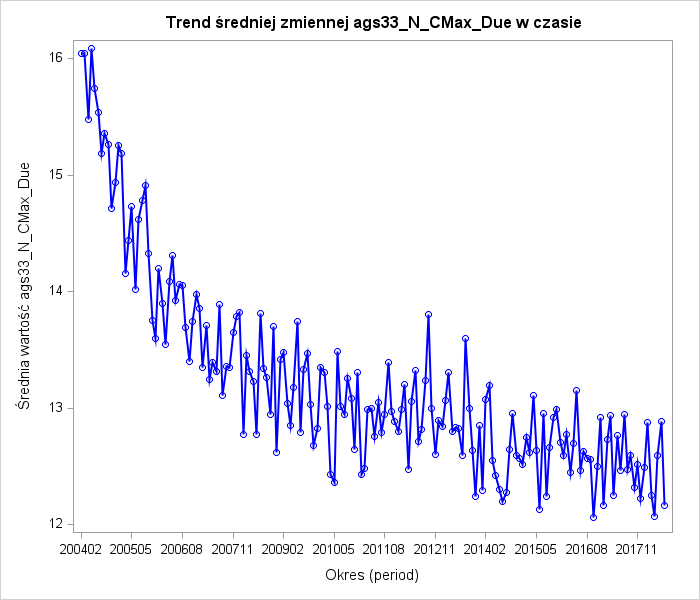 Trend średniej zmiennej ags33_N_CMax_Due w czasie
Średnia wartość ags33_N_CMax_Due
16
15
14
13
12
200402 200505 200608 200711 200902 201005 201108 201211 201402 201505 201608 201711
Okres (period)